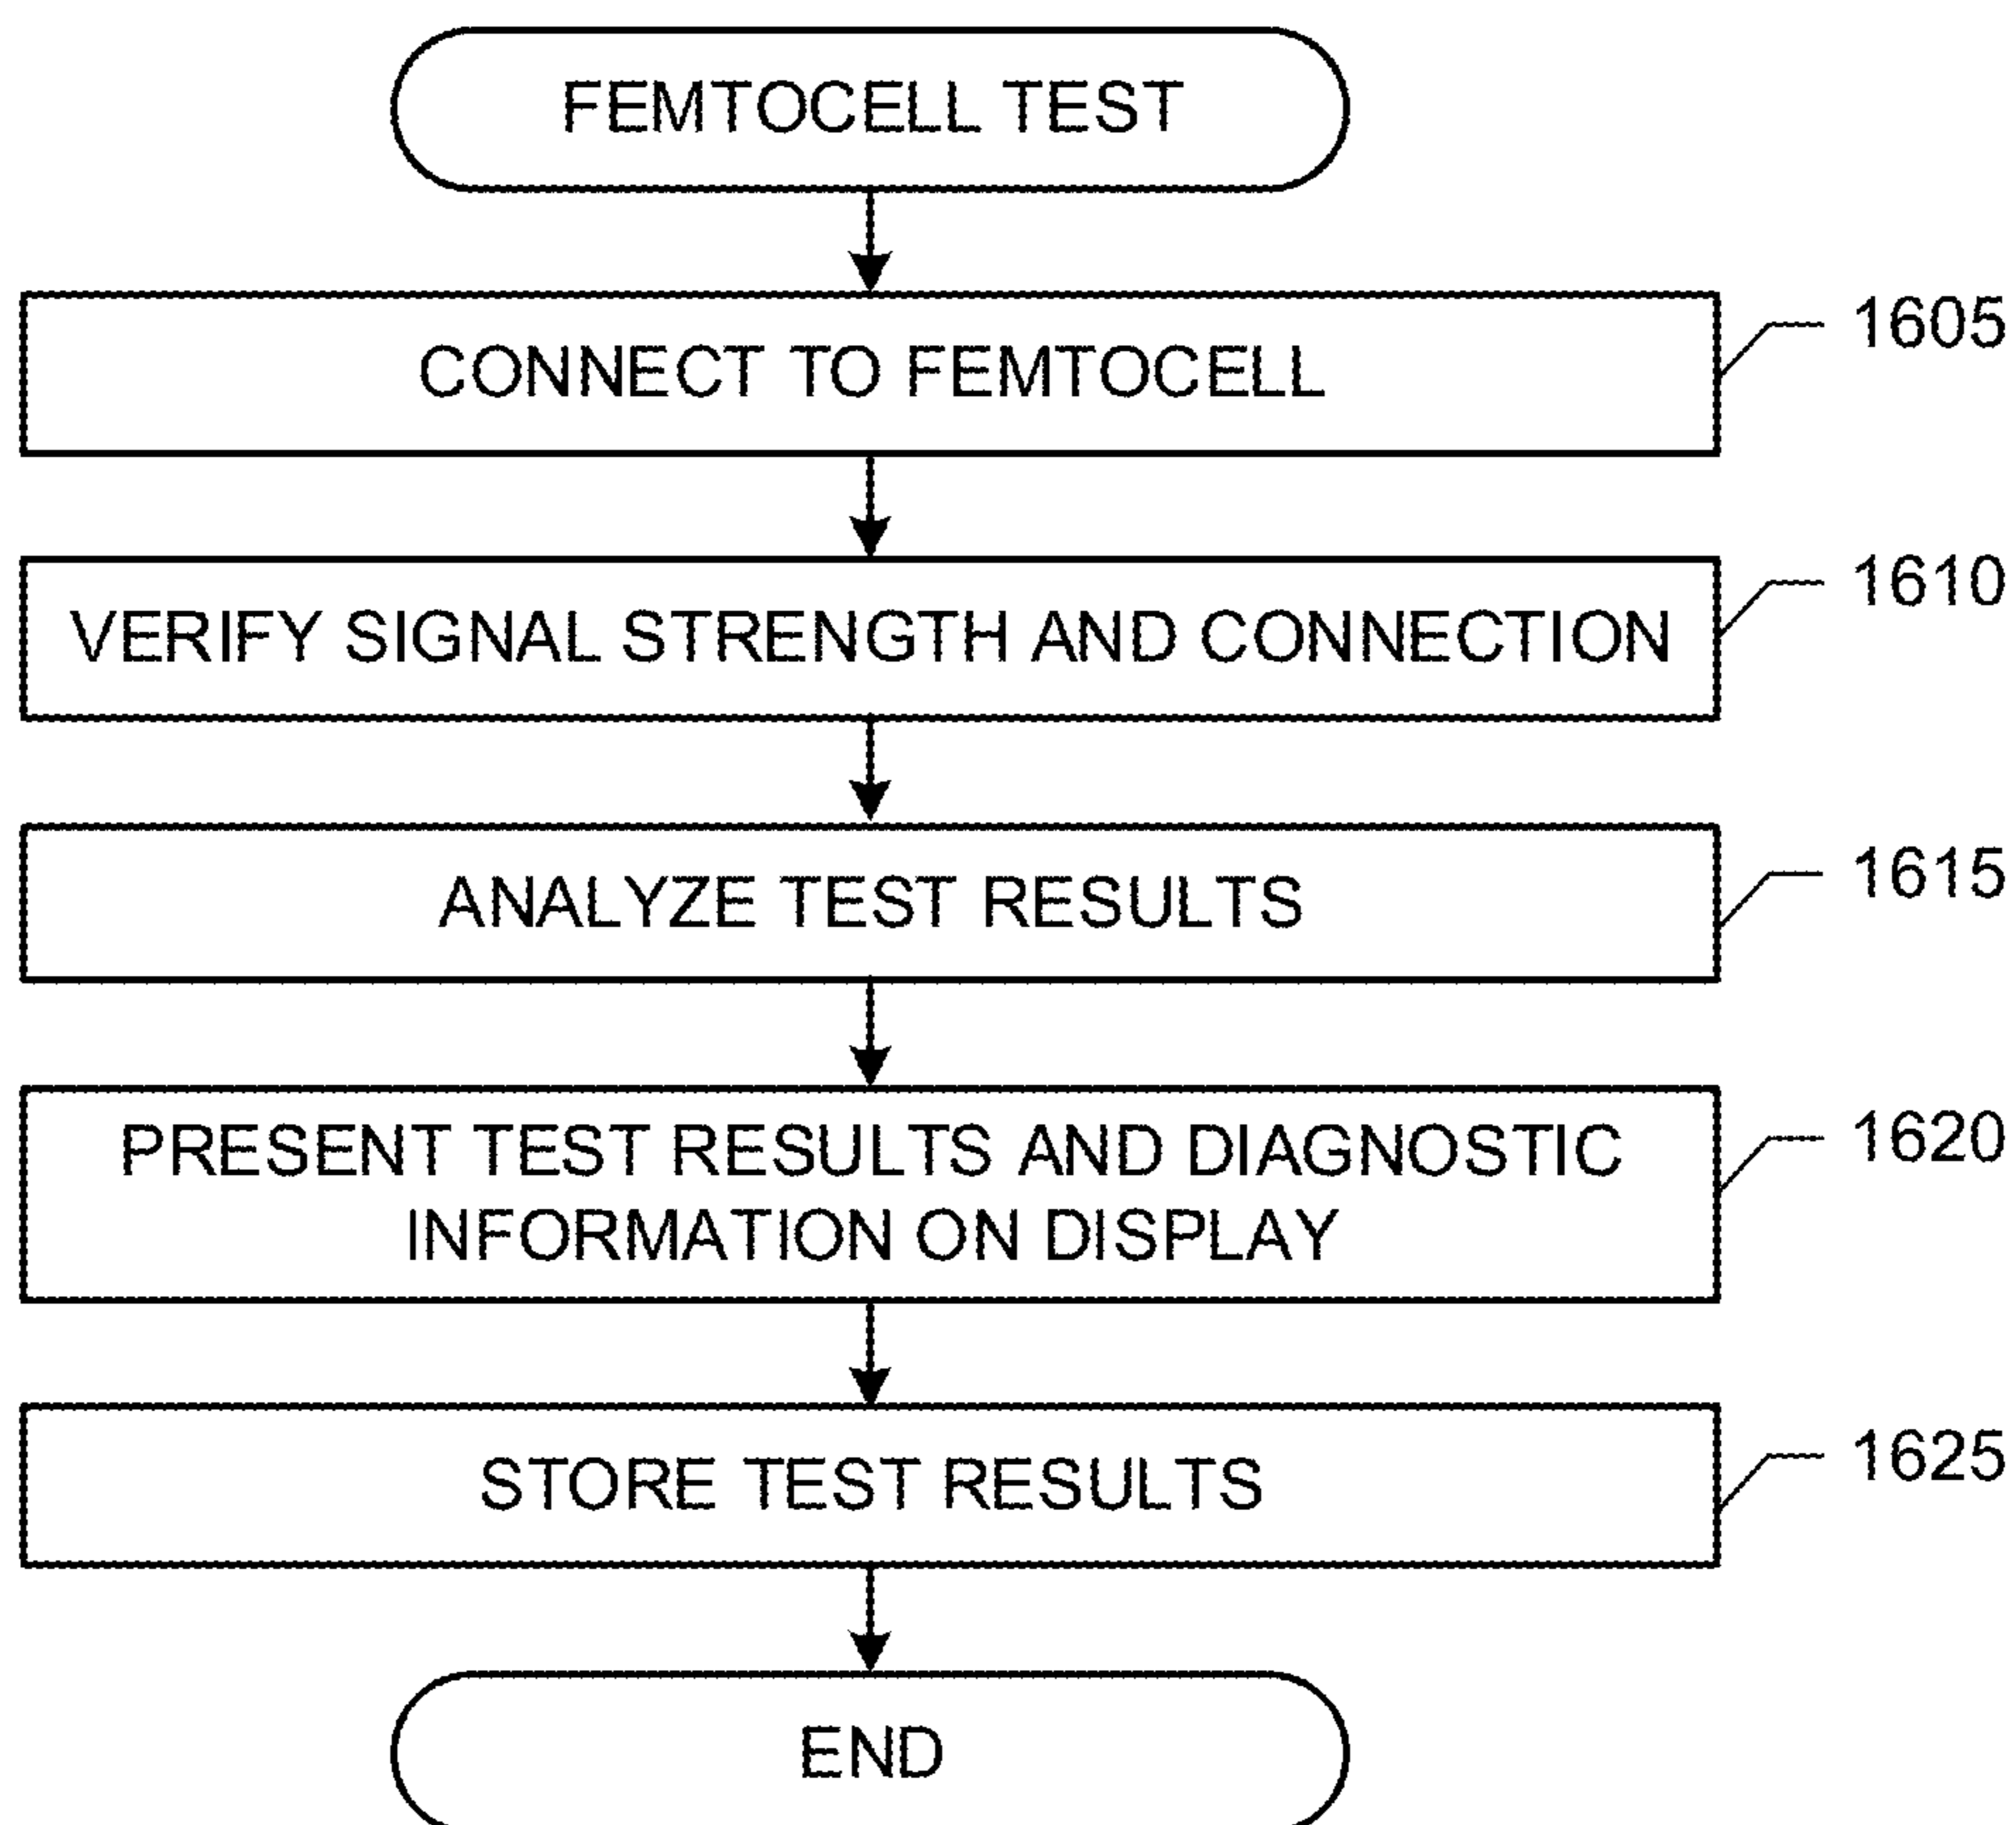 FEMTOCELL TEST
CONNECT TO FEMTOCELL
1605
VERIFY SIGNAL STRENGTH AND CONNECTION
1610
ANALYZE TEST RESULTS
1615
PRESENT TEST RESULTS AND DIAGNOSTIC
INFORMATION ON DISPLAY
1620
STORE TEST RESULTS
1625
END